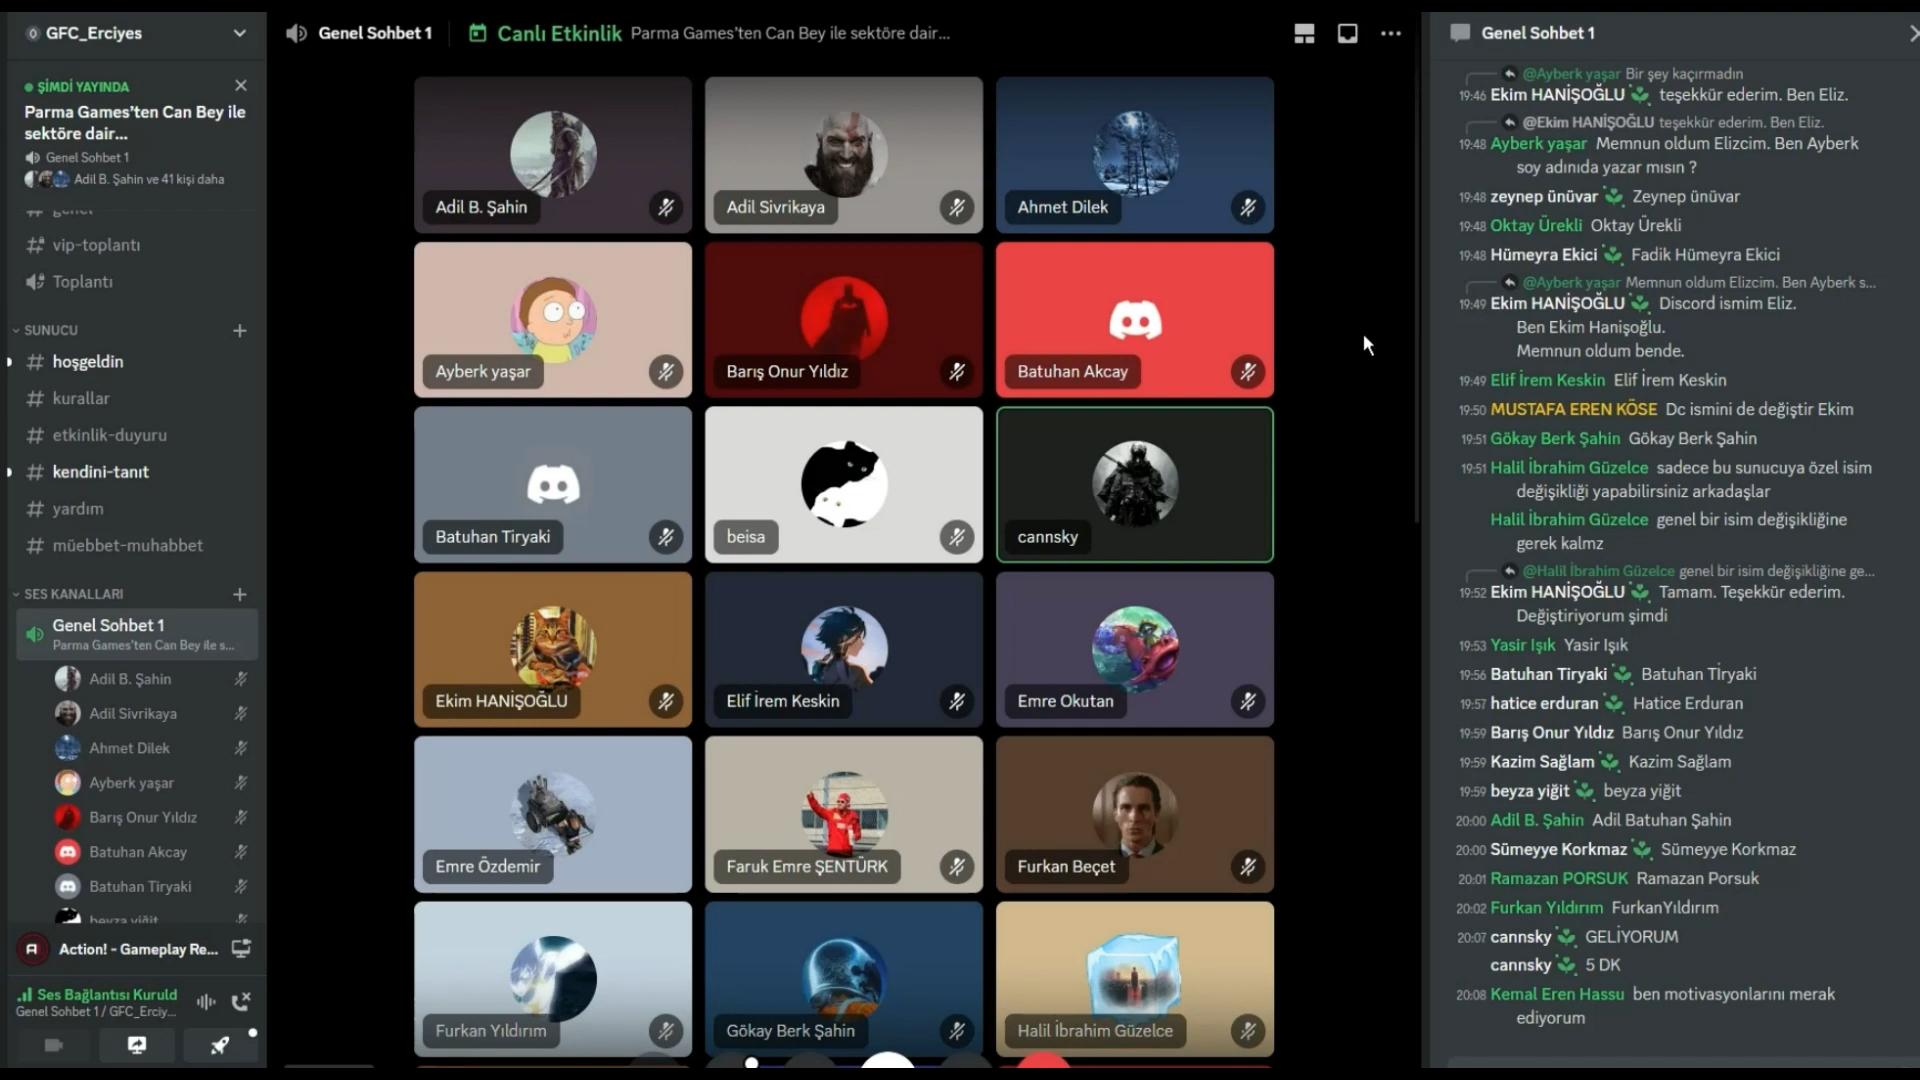 GFC_Erciyes
ŞİMDİ YAYINDA
Parma Games'ten Can Bey ile
sektöre dair...
Genel Sohbet 1
Adil B. Şahin ve 41 kişi daha
# genel
# vip-toplantı
Toplantı
SUNUCU
# hoşgeldin
# kurallar
# etkinlik-duyuru
# kendini-tanıt
# yardım
# müebbet-muhabbet
SES KANALLARI
Genel Sohbet 1
Parma Games'ten Can Bey ile s...
Adil B. Şahin
Adil Sivrikaya
Ahmet Dilek
Ayberk yaşar
Barış Onur Yıldız
Batuhan Akcay
Batuhan Tiryaki
beyza yiğit
Action! - Gameplay Re...
Ses Bağlantısı Kuruld
Genel Sohbet 1 / GFC_Erciy...
Genel Sohbet 1
Canlı Etkinlik Parma Games'ten Can Bey ile sektöre dair...
Adil B. Şahin
Adil Sivrikaya
Ahmet Dilek
Ayberk yaşar
Barış Onur Yıldız
Batuhan Akcay
Batuhan Tiryaki
beisa
cannsky
Ekim HANİŞOĞLU
Elif İrem Keskin
Emre Okutan
Emre Özdemir
Faruk Emre ŞENTÜRK
Furkan Beçet
Furkan Yıldırım
Gökay Berk Şahin
Halil İbrahim Güzelce
Genel Sohbet 1
@Ayberk yaşar Bir şey kaçırmadın
19:46 Ekim HANİŞOĞLU teşekkür ederim. Ben Eliz.
@Ekim HANİŞOĞLU teşekkür ederim. Ben Eliz.
19:48 Ayberk yaşar Memnun oldum Elizcim. Ben Ayberk
soy adınıda yazar mısın ?
19:48 zeynep ünüvar Zeynep ünüvar
19:48 Oktay Ürekli Oktay Ürekli
19:48 Hümeyra Ekici Fadik Hümeyra Ekici
@Ayberk yaşar Memnun oldum Elizcim. Ben Ayberk s...
19:49 Ekim HANİŞOĞLU Discord ismim Eliz.
Ben Ekim Hanişoğlu.
Memnun oldum bende.
19:49 Elif İrem Keskin Elif İrem Keskin
19:50 MUSTAFA EREN KÖSE Dc ismini de değiştir Ekim
19:51 Gökay Berk Şahin Gökay Berk Şahin
19:51 Halil İbrahim Güzelce sadece bu sunucuya özel isim
değişikliği yapabilirsiniz arkadaşlar
Halil İbrahim Güzelce genel bir isim değişikliğine
gerek kalmz
@Halil İbrahim Güzelce genel bir isim değişikliğine ge...
19:52 Ekim HANİŞOĞLU Tamam. Teşekkür ederim.
Değiştiriyorum şimdi
19:53 Yasir Işık Yasir Işık
19:56 Batuhan Tiryaki Batuhan Tİryaki
19:57 hatice erduran Hatice Erduran
19:59 Barış Onur Yıldız Barış Onur Yıldız
19:59 Kazim Sağlam Kazim Sağlam
19:59 beyza yiğit beyza yiğit
20:00 Adil B. Şahin Adil Batuhan Şahin
20:00 Sümeyye Korkmaz Sümeyye Korkmaz
20:01 Ramazan PORSUK Ramazan Porsuk
20:02 Furkan Yıldırım FurkanYıldırım
20:07 cannsky GELİYORUM
cannsky 5 DK
20:08 Kemal Eren Hassu ben motivasyonlarını merak
ediyorum